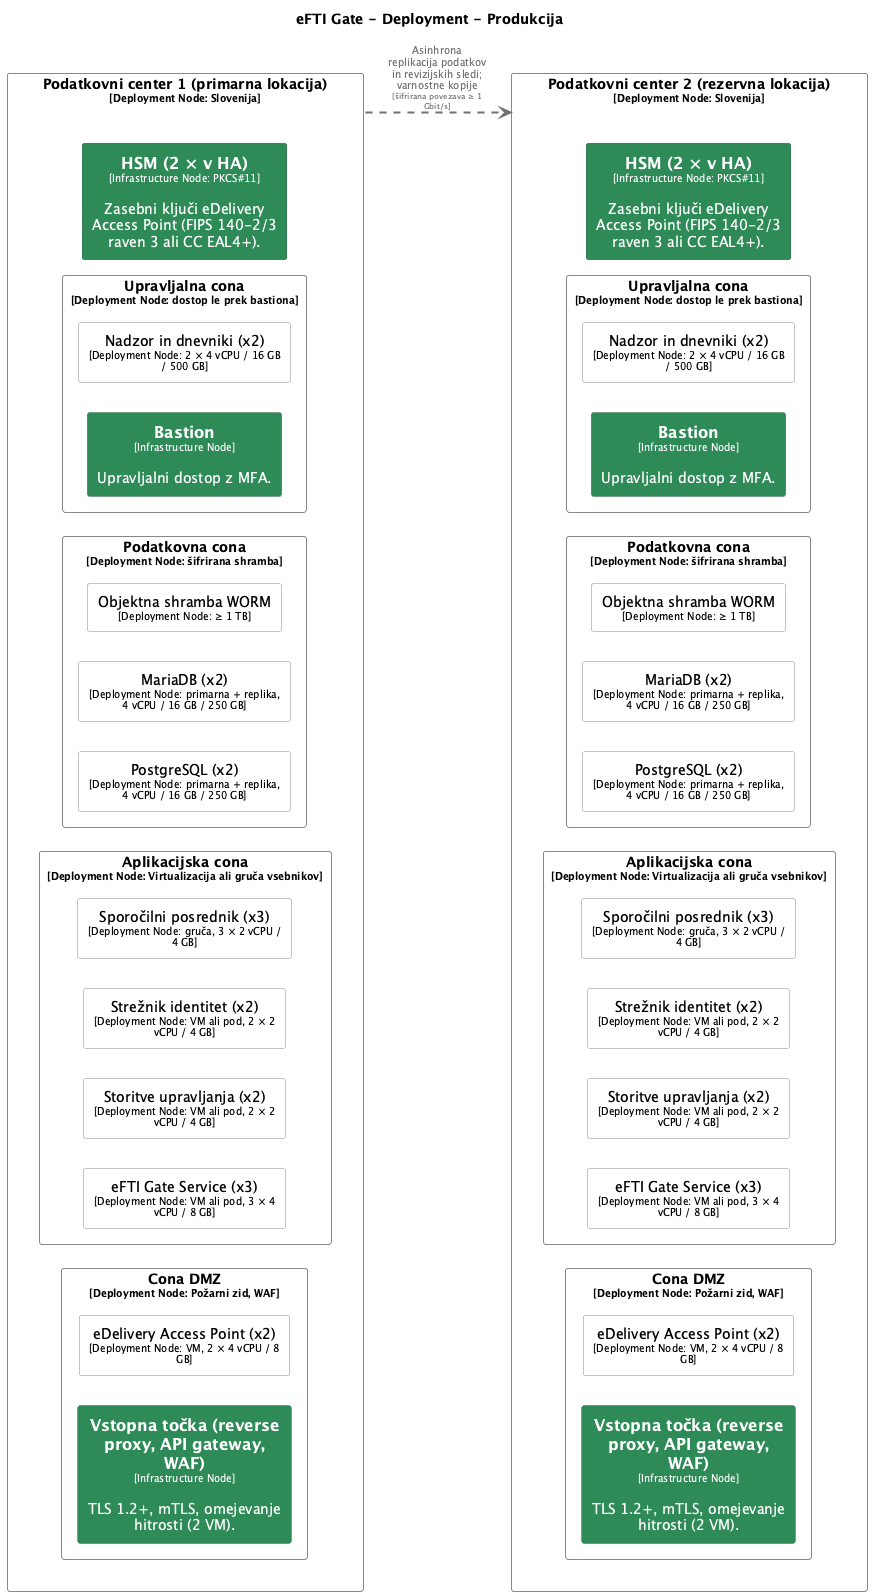 eFTI Gate - Deployment - Produkcija
Asinhrona
replikacija podatkov
in revizijskih sledi;
varnostne kopije
[šifrirana povezava ≥ 1
Gbit/s]
Podatkovni center 1 (primarna lokacija)
[Deployment Node: Slovenija]
HSM (2 × v HA)
[Infrastructure Node: PKCS#11]
Zasebni ključi eDelivery
Access Point (FIPS 140-2/3
raven 3 ali CC EAL4+).
Upravljalna cona
[Deployment Node: dostop le prek bastiona]
Nadzor in dnevniki (x2)
[Deployment Node: 2 × 4 vCPU / 16 GB
/ 500 GB]
Bastion
[Infrastructure Node]
Upravljalni dostop z MFA.
Podatkovna cona
[Deployment Node: šifrirana shramba]
Objektna shramba WORM
[Deployment Node: ≥ 1 TB]
MariaDB (x2)
[Deployment Node: primarna + replika,
4 vCPU / 16 GB / 250 GB]
PostgreSQL (x2)
[Deployment Node: primarna + replika,
4 vCPU / 16 GB / 250 GB]
Aplikacijska cona
[Deployment Node: Virtualizacija ali gruča vsebnikov]
Sporočilni posrednik (x3)
[Deployment Node: gruča, 3 × 2 vCPU /
4 GB]
Strežnik identitet (x2)
[Deployment Node: VM ali pod, 2 × 2
vCPU / 4 GB]
Storitve upravljanja (x2)
[Deployment Node: VM ali pod, 2 × 2
vCPU / 4 GB]
eFTI Gate Service (x3)
[Deployment Node: VM ali pod, 3 × 4
vCPU / 8 GB]
Cona DMZ
[Deployment Node: Požarni zid, WAF]
eDelivery Access Point (x2)
[Deployment Node: VM, 2 × 4 vCPU / 8
GB]
Vstopna točka (reverse
proxy, API gateway,
WAF)
[Infrastructure Node]
TLS 1.2+, mTLS, omejevanje
hitrosti (2 VM).
Podatkovni center 2 (rezervna lokacija)
[Deployment Node: Slovenija]
HSM (2 × v HA)
[Infrastructure Node: PKCS#11]
Zasebni ključi eDelivery
Access Point (FIPS 140-2/3
raven 3 ali CC EAL4+).
Upravljalna cona
[Deployment Node: dostop le prek bastiona]
Nadzor in dnevniki (x2)
[Deployment Node: 2 × 4 vCPU / 16 GB
/ 500 GB]
Bastion
[Infrastructure Node]
Upravljalni dostop z MFA.
Podatkovna cona
[Deployment Node: šifrirana shramba]
Objektna shramba WORM
[Deployment Node: ≥ 1 TB]
MariaDB (x2)
[Deployment Node: primarna + replika,
4 vCPU / 16 GB / 250 GB]
PostgreSQL (x2)
[Deployment Node: primarna + replika,
4 vCPU / 16 GB / 250 GB]
Aplikacijska cona
[Deployment Node: Virtualizacija ali gruča vsebnikov]
Sporočilni posrednik (x3)
[Deployment Node: gruča, 3 × 2 vCPU /
4 GB]
Strežnik identitet (x2)
[Deployment Node: VM ali pod, 2 × 2
vCPU / 4 GB]
Storitve upravljanja (x2)
[Deployment Node: VM ali pod, 2 × 2
vCPU / 4 GB]
eFTI Gate Service (x3)
[Deployment Node: VM ali pod, 3 × 4
vCPU / 8 GB]
Cona DMZ
[Deployment Node: Požarni zid, WAF]
eDelivery Access Point (x2)
[Deployment Node: VM, 2 × 4 vCPU / 8
GB]
Vstopna točka (reverse
proxy, API gateway,
WAF)
[Infrastructure Node]
TLS 1.2+, mTLS, omejevanje
hitrosti (2 VM).